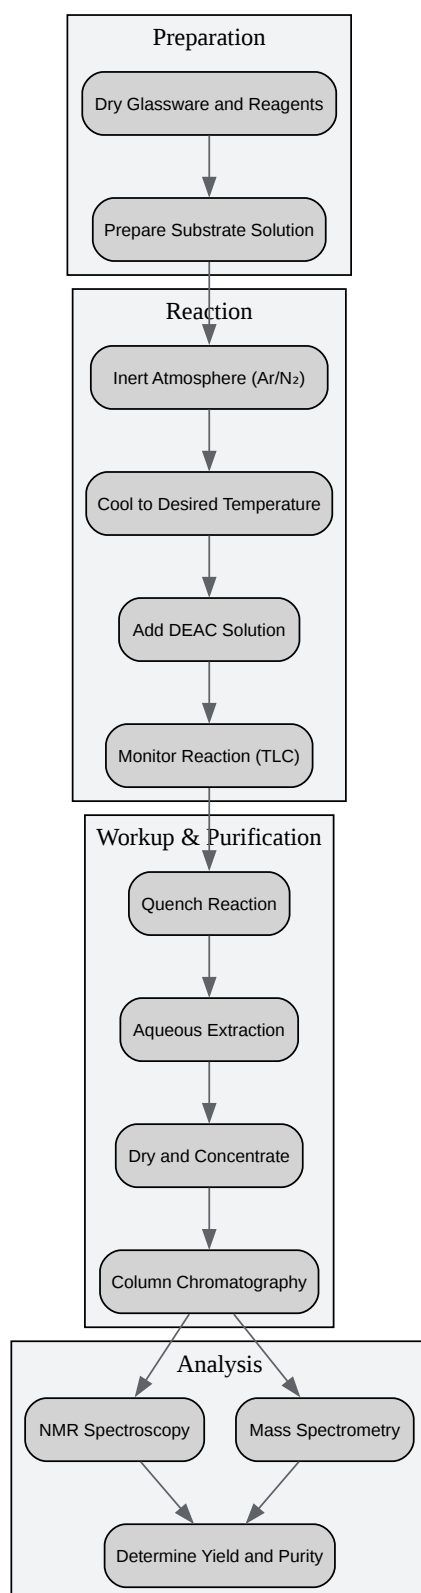 Preparation
Dry Glassware and Reagents
Prepare Substrate Solution
Reaction
Inert Atmosphere (Ar/N₂)
Cool to Desired Temperature
Add DEAC Solution
Monitor Reaction (TLC)
Workup & Purification
Quench Reaction
Aqueous Extraction
Dry and Concentrate
Column Chromatography
Analysis
NMR Spectroscopy
Mass Spectrometry
Determine Yield and Purity